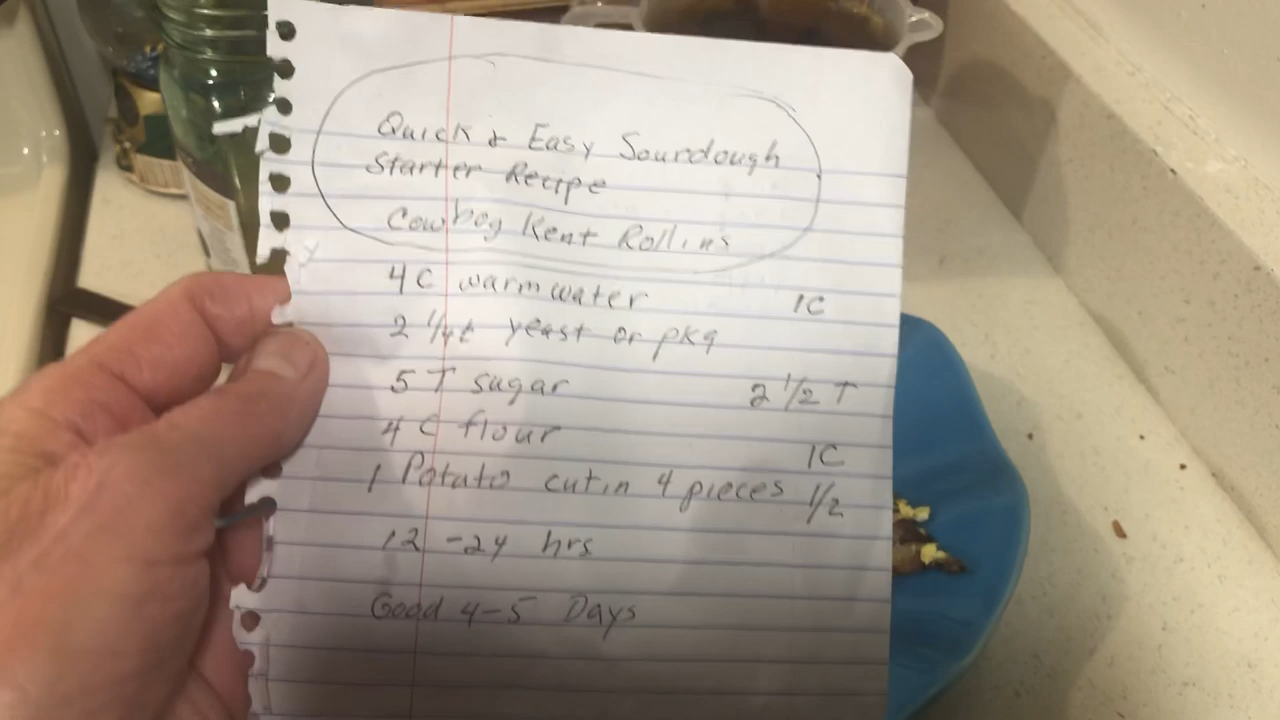 Quick & Easy Sourdough
Starter Recipe
Cowboy Kent Rollins
4C warm water 1C
2 1/4t yeast or pkg
5 T sugar 2 1/2 T
4 C flour 1C
1 Potato cut in 4 pieces 1/2
12-24 hrs
Good 4-5 Days